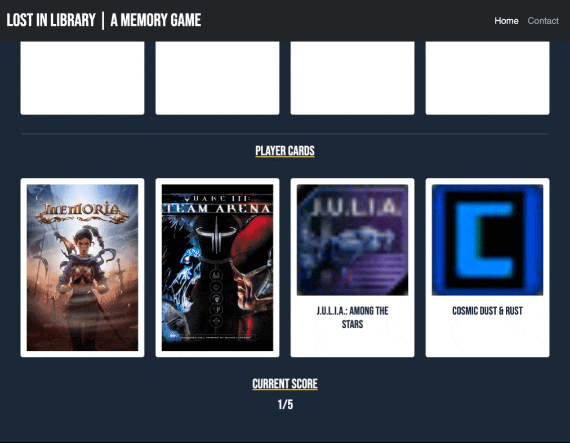 LOST IN LIBRARY | A MEMORY GAME
Home Contact
PLAYER CARDS
MEMORIA
QUAKE III:
TEAM ARENA
J.U.L.I.A.
C
J.U.L.I.A.: AMONG THE
STARS
COSMIC DUST & RUST
CURRENT SCORE
1/5